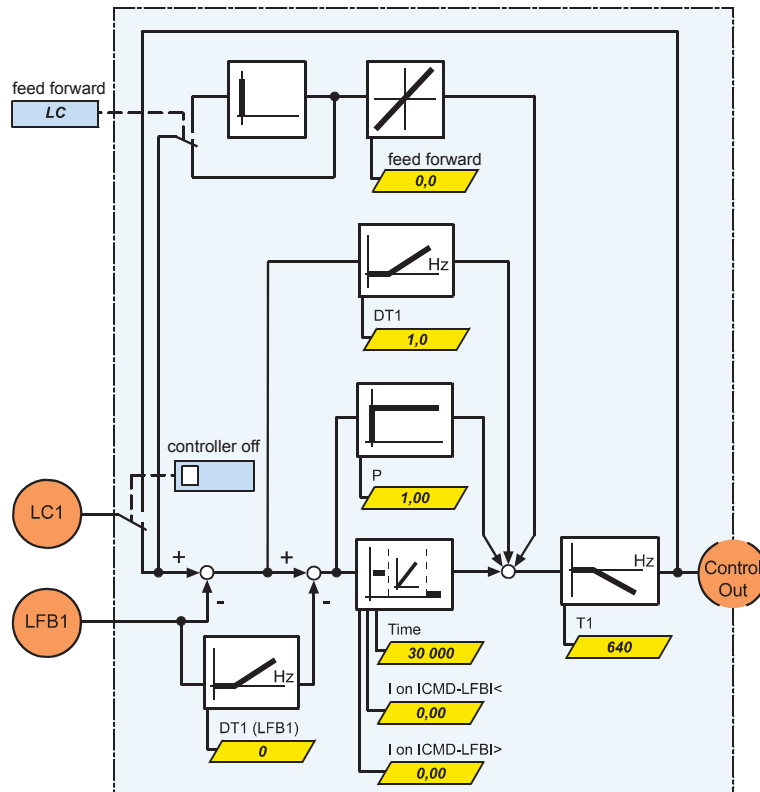 feed forward
LC
feed forward
0,0
Hz
DT1
1,0
controller off
P
1,00
LC1
+
+
-
-
Hz
Control
Out
LFB1
Time
30 000
T1
640
Hz
I on ICMD-LFBI<
0,00
DT1 (LFB1)
0
I on ICMD-LFBI>
0,00